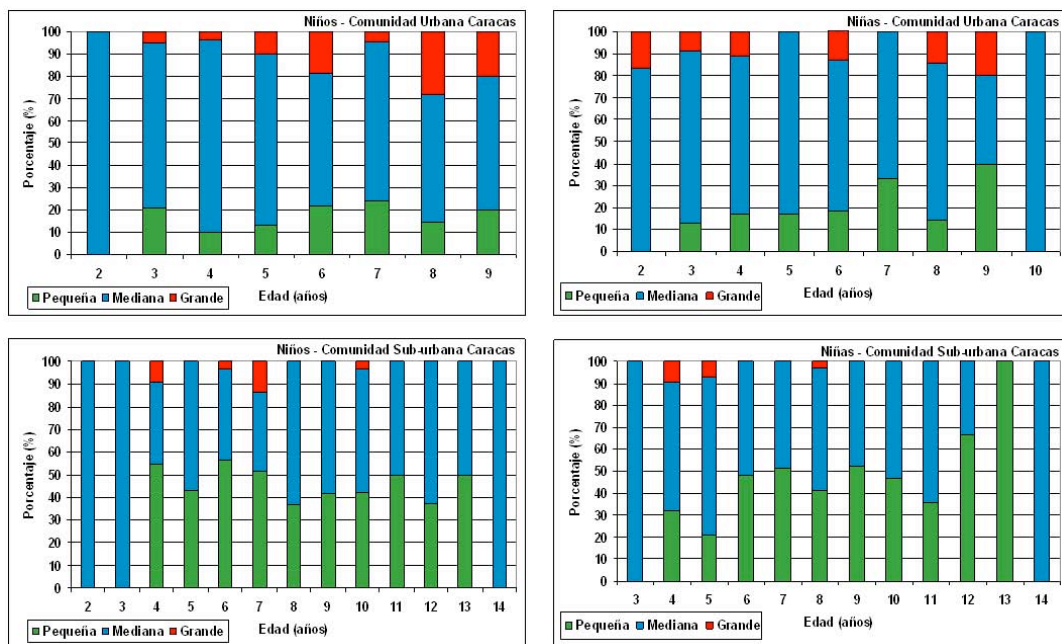 Niños - Comunidad Urbana Caracas
Porcentaje (%)
100
90
80
70
60
50
40
30
20
10
0
2 3 4 5 6 7 8 9
Pequeña Mediana Grande
Edad (años)
Niñas - Comunidad Urbana Caracas
Porcentaje (%)
100
90
80
70
60
50
40
30
20
10
0
2 3 4 5 6 7 8 9 10
Pequeña Mediana Grande
Edad (años)
Niños - Comunidad Sub-urbana Caracas
Porcentaje (%)
100
90
80
70
60
50
40
30
20
10
0
2 3 4 5 6 7 8 9 10 11 12 13 14
Pequeña Mediana Grande
Edad (años)
Niñas - Comunidad Sub-urbana Caracas
Porcentaje (%)
100
90
80
70
60
50
40
30
20
10
0
3 4 5 6 7 8 9 10 11 12 13 14
Pequeña Mediana Grande
Edad (años)